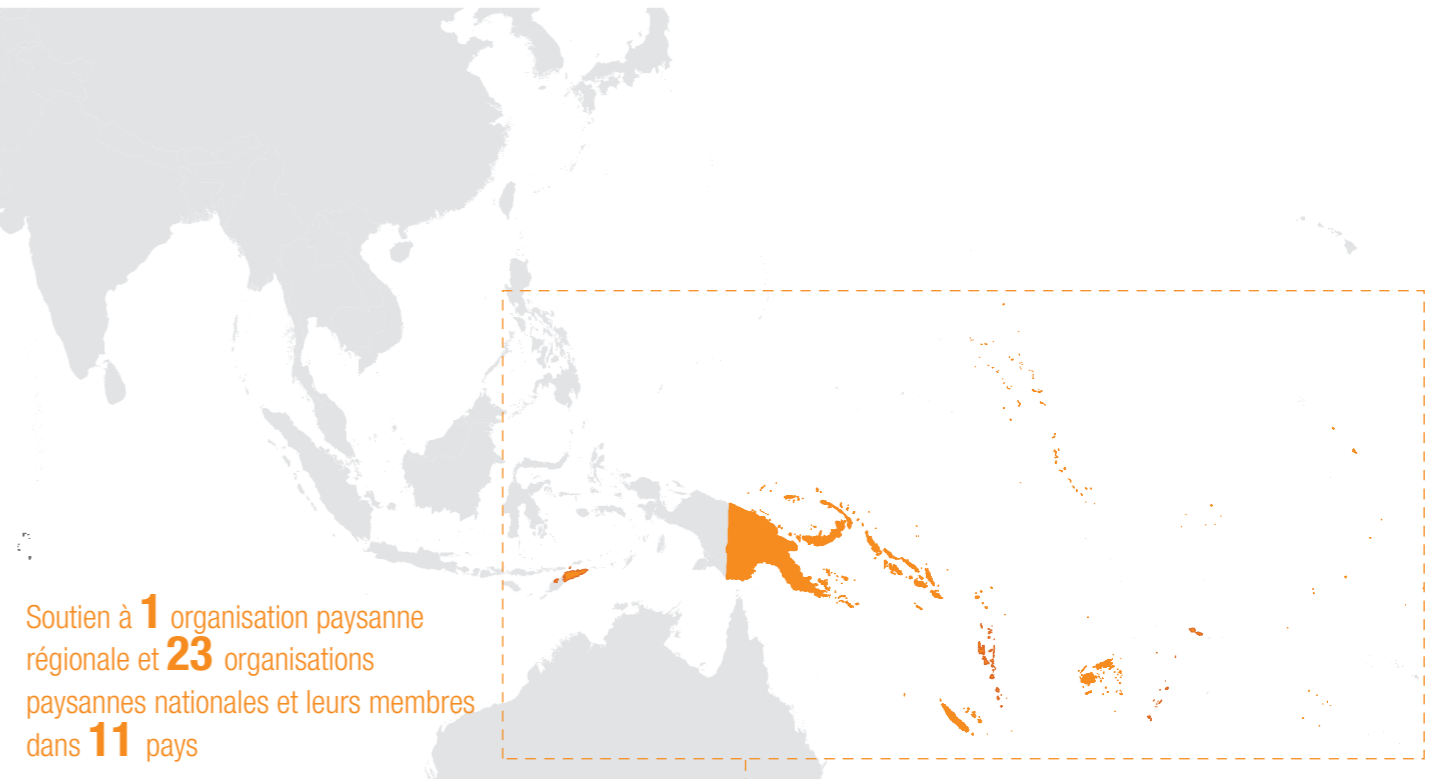 Soutien à 1 organisation paysanne
régionale et 23 organisations
paysannes nationales et leurs membres
dans 11 pays